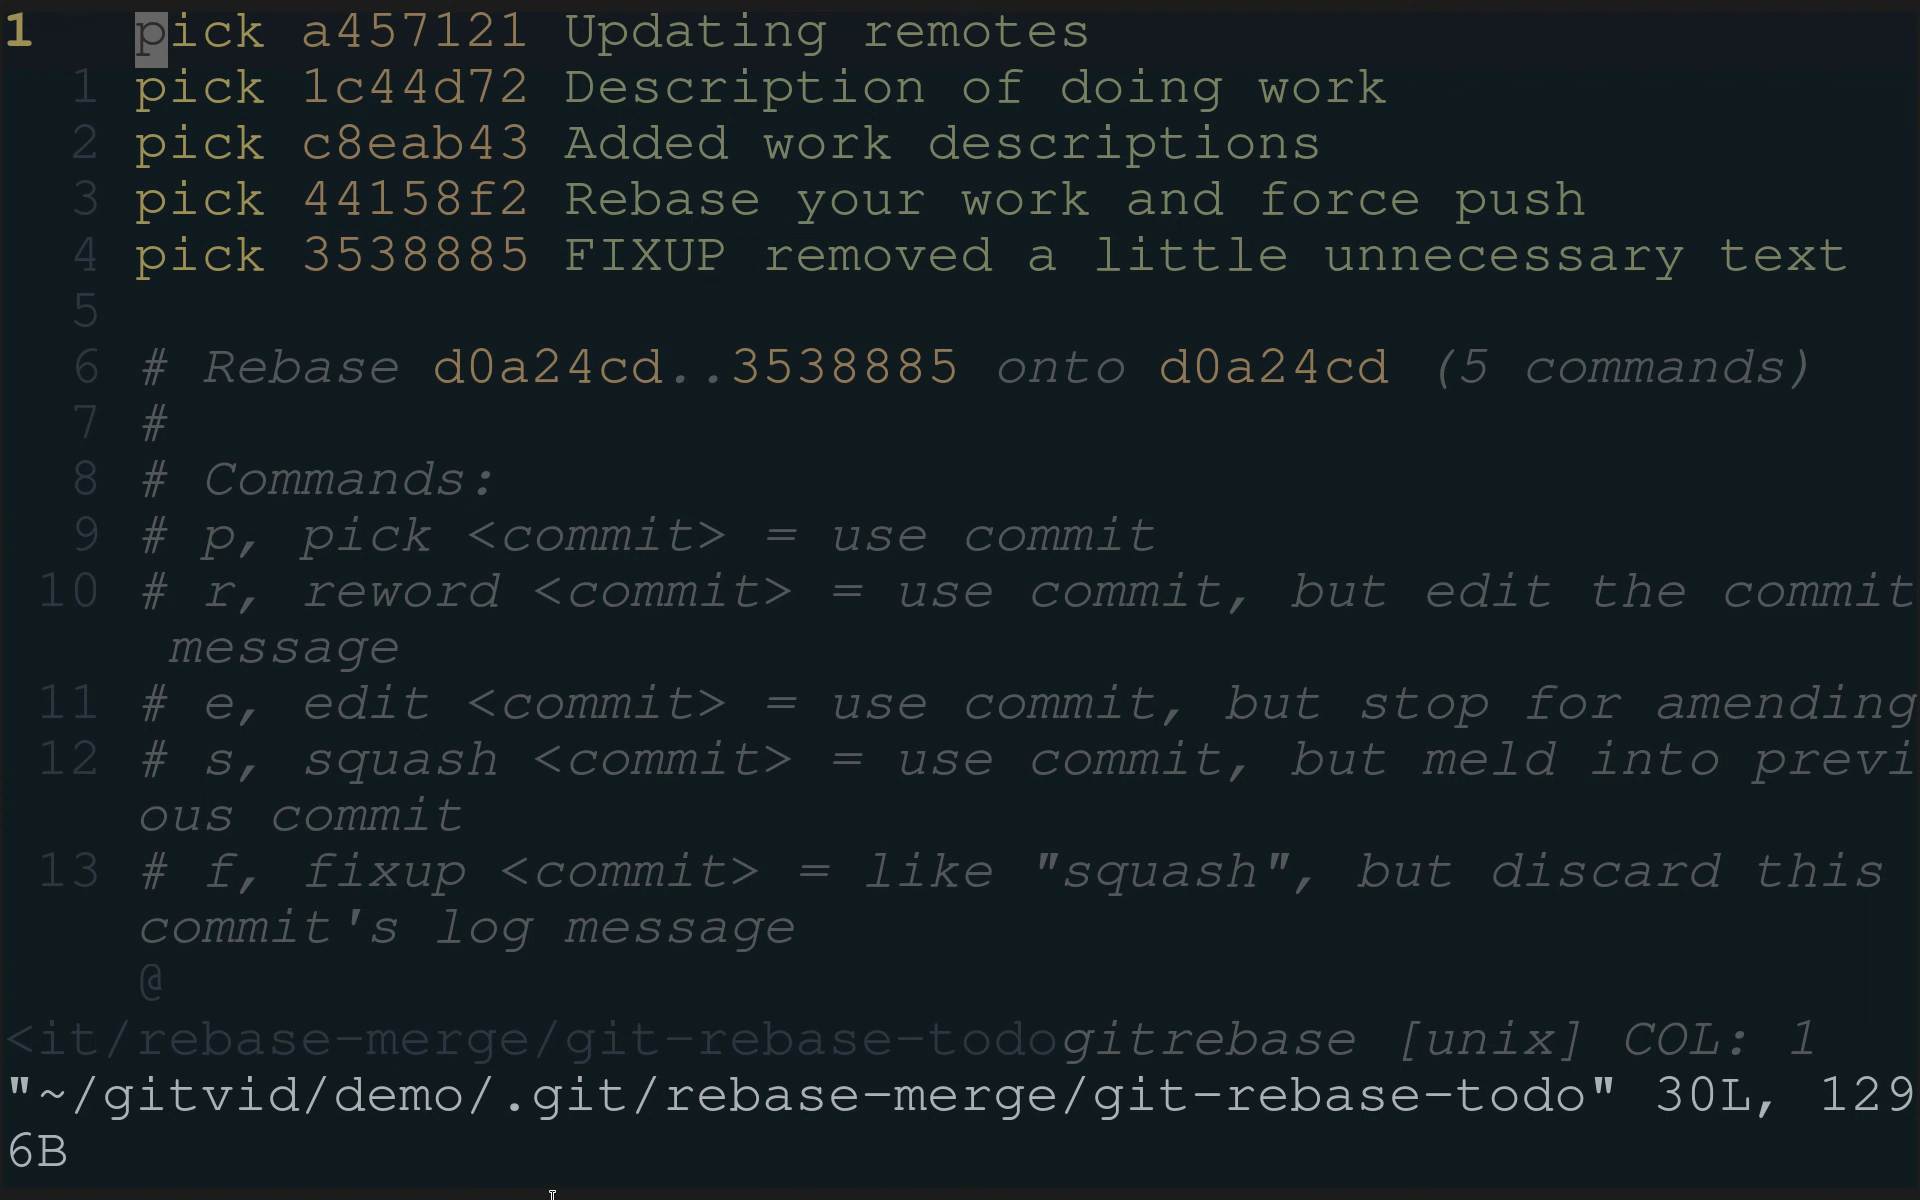 1 pick a457121 Updating remotes
1 pick 1c44d72 Description of doing work
2 pick c8eab43 Added work descriptions
3 pick 44158f2 Rebase your work and force push
4 pick 3538885 FIXUP removed a little unnecessary text
5
6 # Rebase d0a24cd..3538885 onto d0a24cd (5 commands)
7 #
8 # Commands:
9 # p, pick <commit> = use commit
10 # r, reword <commit> = use commit, but edit the commit
message
11 # e, edit <commit> = use commit, but stop for amending
12 # s, squash <commit> = use commit, but meld into previ
ous commit
13 # f, fixup <commit> = like "squash", but discard this
commit's log message
@
<it/rebase-merge/git-rebase-todogitrebase [unix] COL: 1
"~/gitvid/demo/.git/rebase-merge/git-rebase-todo" 30L, 129
6B